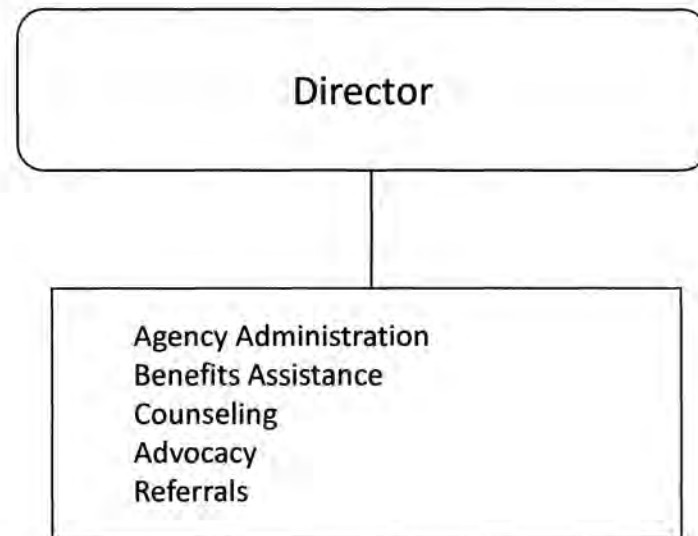 Director
Agency Administration
Benefits Assistance
Counseling
Advocacy
Referrals